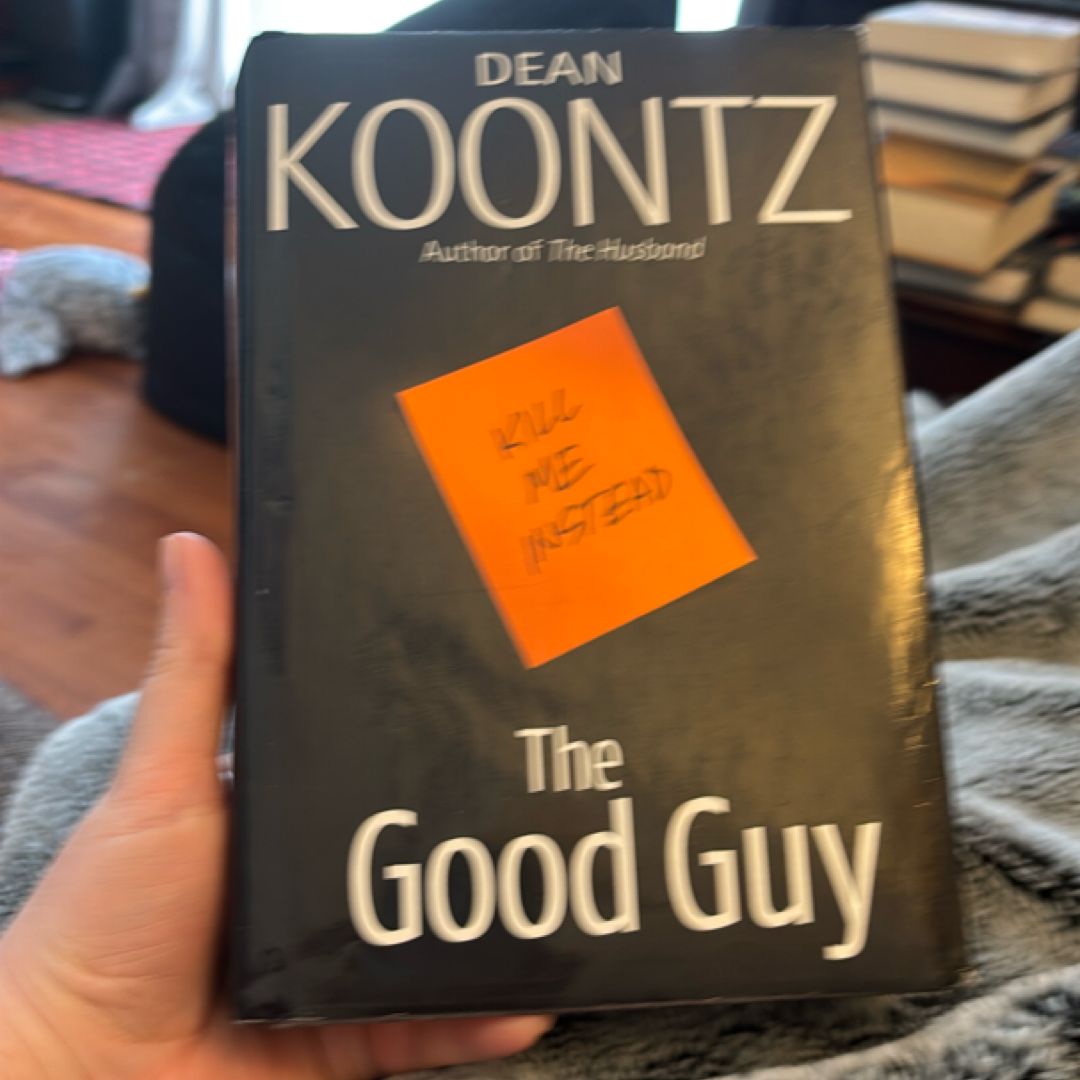 DEAN
KOONTZ
Author of The Husband
KILL
ME
INSTEAD
The
Good Guy